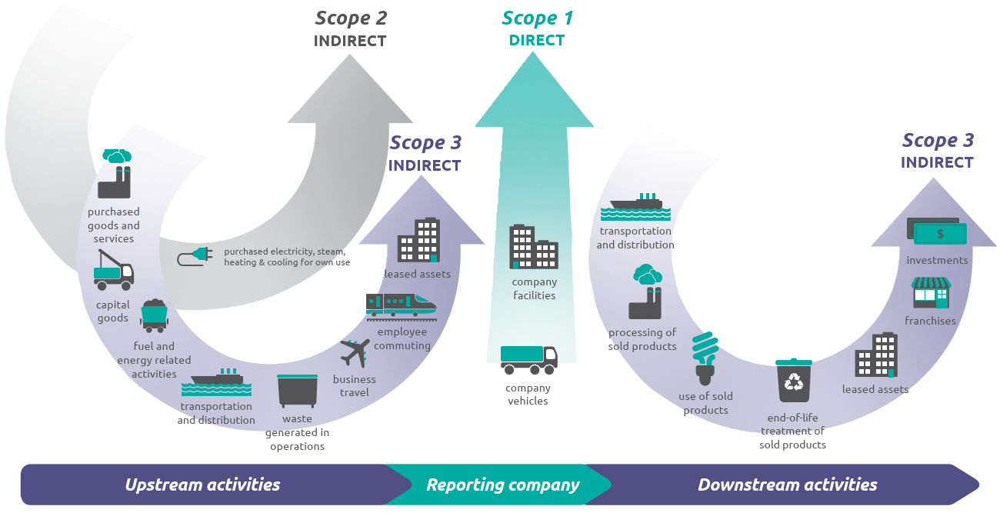 Scope 2
INDIRECT
Scope 1
DIRECT
Scope 3
INDIRECT
Scope 3
INDIRECT
purchased
goods and
services
capital
goods
fuel and
energy related
activities
transportation
and distribution
waste
generated in
operations
business
travel
employee
commuting
leased assets
purchased electricity, steam,
heating & cooling for own use
company
facilities
company
vehicles
transportation
and distribution
processing of
sold products
use of sold
products
end-of-life
treatment of
sold products
leased assets
franchises
investments
$
Upstream activities
Reporting company
Downstream activities